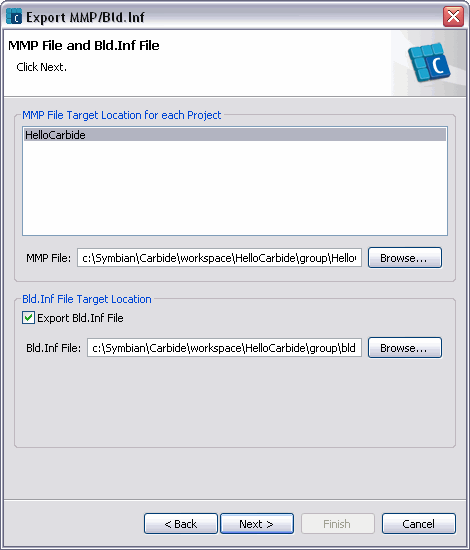 Export MMP/Bld.Inf
MMP File and Bld.Inf File
Click Next.
C
MMP File Target Location for each Project
HelloCarbide
MMP File: c:\Symbian\Carbide\workspace\HelloCarbide\group\Hello Browse...
Bld.Inf File Target Location
Export Bld.Inf File
Bld.Inf File: c:\Symbian\Carbide\workspace\HelloCarbide\group\bld Browse...
< Back Next > Finish Cancel